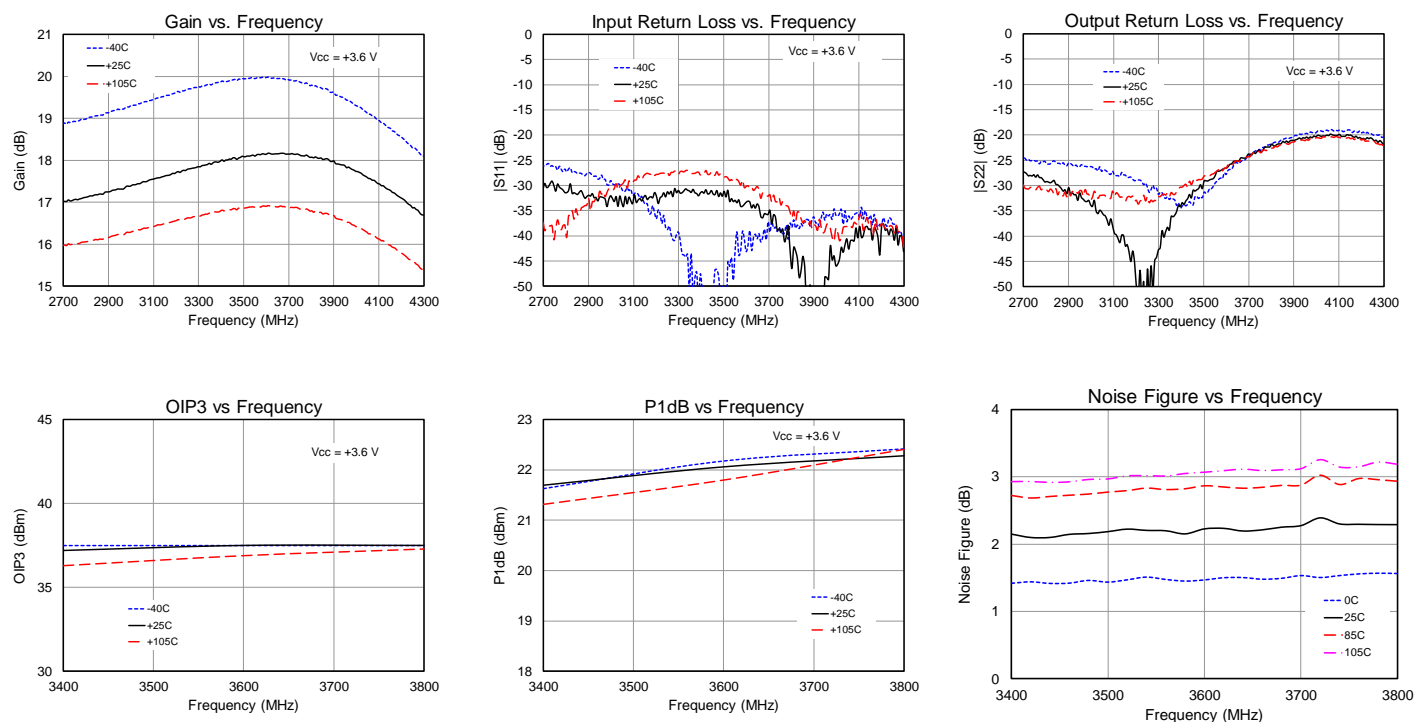 Gain vs. Frequency
21
20
19
18
17
16
15
Gain (dB)
-40C
+25C
+105C
Vcc = +3.6 V
2700 2900 3100 3300 3500 3700 3900 4100 4300
Frequency (MHz)
Input Return Loss vs. Frequency
0
-5
-10
-15
-20
-25
-30
-35
-40
-45
-50
|S11| (dB)
-40C
+25C
+105C
Vcc = +3.6 V
2700 2900 3100 3300 3500 3700 3900 4100 4300
Frequency (MHz)
Output Return Loss vs. Frequency
0
-5
-10
-15
-20
-25
-30
-35
-40
-45
-50
|S22| (dB)
-40C
+25C
+105C
Vcc = +3.6 V
2700 2900 3100 3300 3500 3700 3900 4100 4300
Frequency (MHz)
OIP3 vs Frequency
45
40
35
30
OIP3 (dBm)
Vcc = +3.6 V
-40C
+25C
+105C
3400 3500 3600 3700 3800
Frequency (MHz)
P1dB vs Frequency
23
22
21
20
19
18
P1dB (dBm)
Vcc = +3.6 V
-40C
+25C
+105C
3400 3500 3600 3700 3800
Frequency (MHz)
Noise Figure vs Frequency
4
3
2
1
0
Noise Figure (dB)
0C
25C
85C
105C
3400 3500 3600 3700 3800
Frequency (MHz)